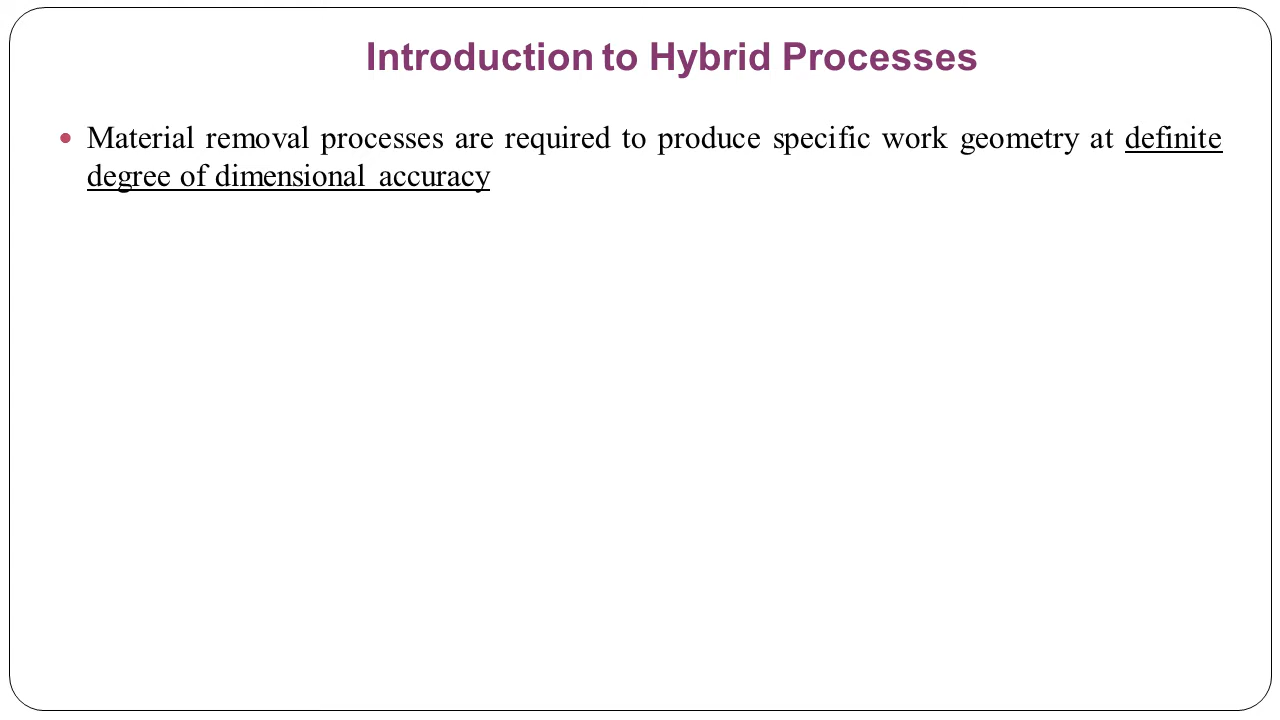 Introduction to Hybrid Processes
Material removal processes are required to produce specific work geometry at definite
degree of dimensional accuracy